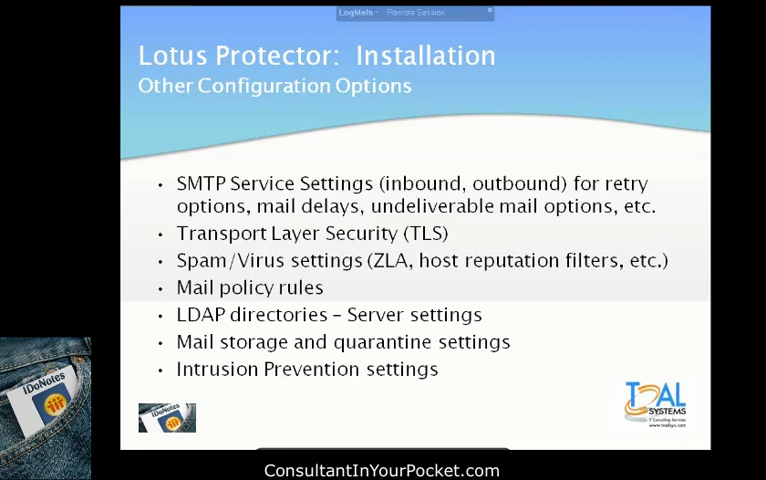 LogMeIn - Remote Session
Lotus Protector: Installation
Other Configuration Options
• SMTP Service Settings (inbound, outbound) for retry
options, mail delays, undeliverable mail options, etc.
• Transport Layer Security (TLS)
• Spam/Virus settings (ZLA, host reputation filters, etc.)
• Mail policy rules
• LDAP directories – Server settings
• Mail storage and quarantine settings
• Intrusion Prevention settings
iDoNotes
iDoNotes
TOAL
SYSTEMS
IT Consulting Services
www.toalsys.com
ConsultantInYourPocket.com